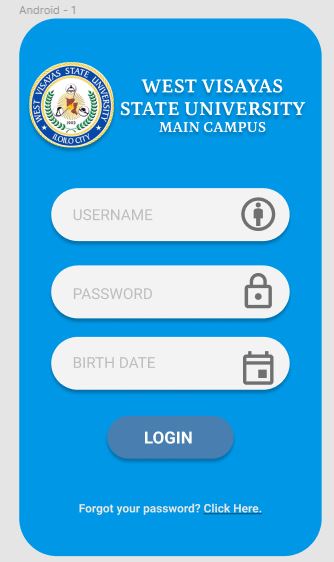 Android - 1
WEST VISAYAS STATE UNIVERSITY
1902
ILOILO CITY
WEST VISAYAS
STATE UNIVERSITY
MAIN CAMPUS
USERNAME
PASSWORD
BIRTH DATE
LOGIN
Forgot your password? Click Here.